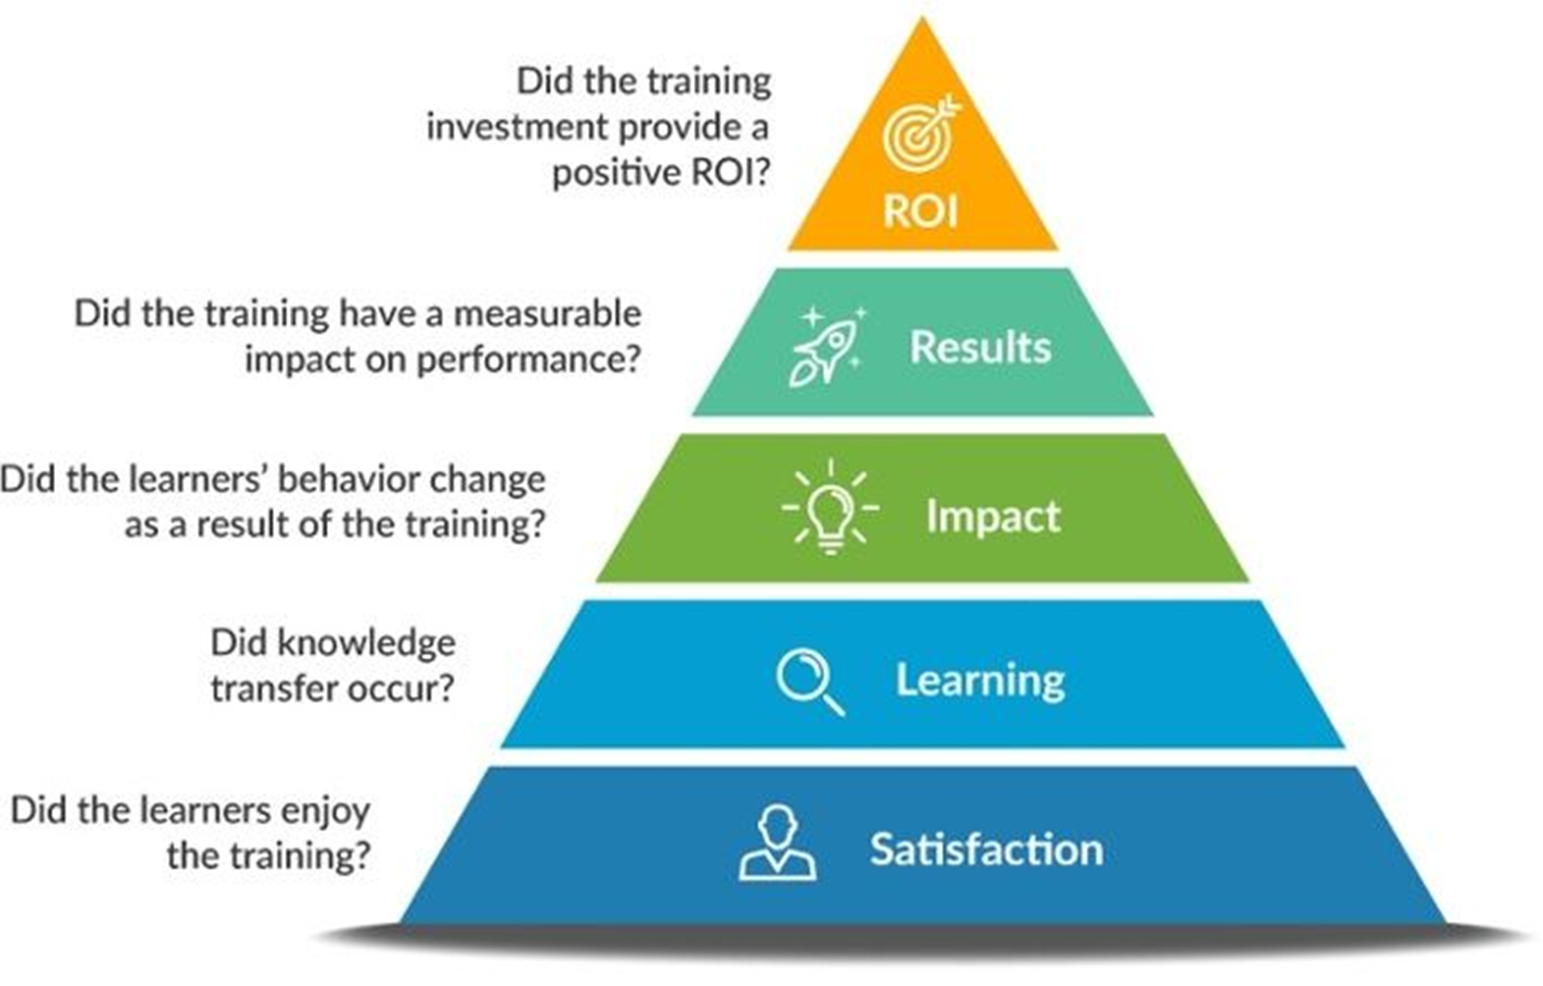 Did the training
investment provide a
positive ROI?
ROI
Did the training have a measurable
impact on performance?
Results
Did the learners’ behavior change
as a result of the training?
Impact
Did knowledge
transfer occur?
Learning
Did the learners enjoy
the training?
Satisfaction